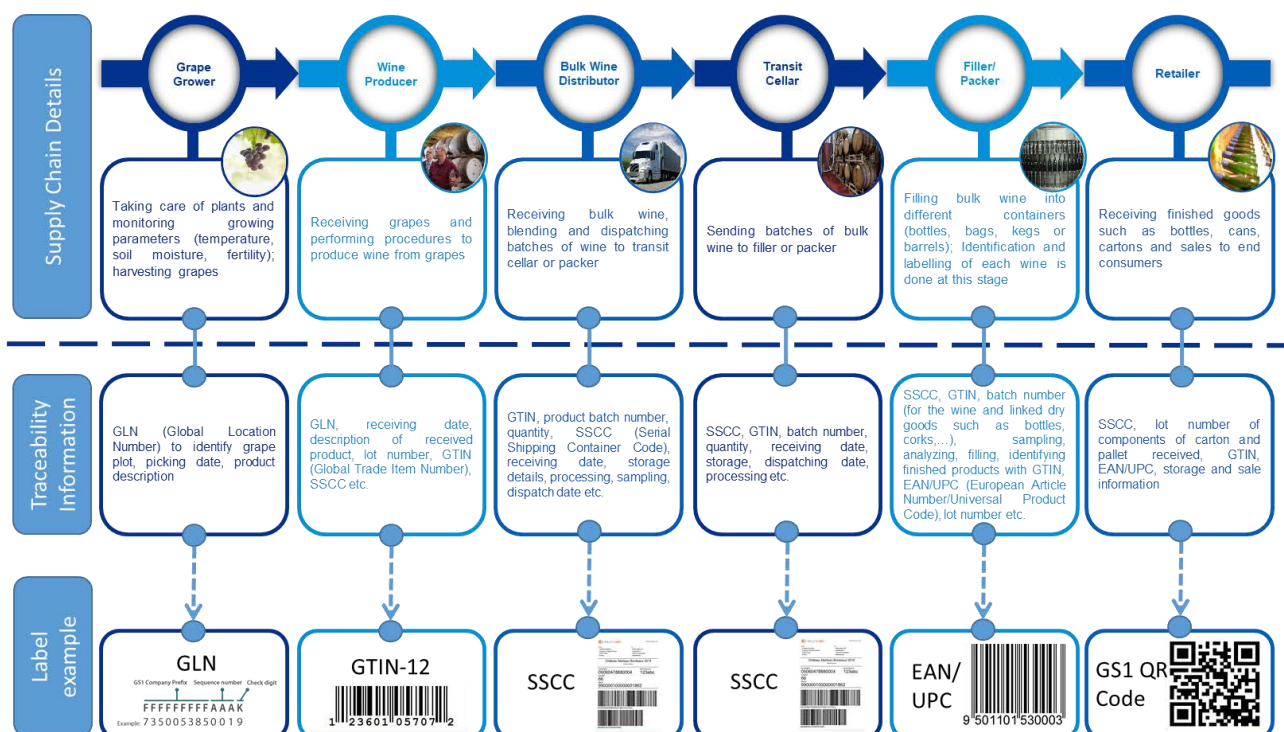 Supply Chain Details
Grape
Grower
Wine
Producer
Bulk Wine
Distributor
Transit
Cellar
Filler/
Packer
Retailer
Taking care of plants and
monitoring growing
parameters (temperature,
soil moisture, fertility);
harvesting grapes
Receiving grapes and
performing procedures to
produce wine from grapes
Receiving bulk wine,
blending and dispatching
batches of wine to transit
cellar or packer
Sending batches of bulk
wine to filler or packer
Filling bulk wine into
different containers
(bottles, bags, kegs or
barrels); Identification and
labelling of each wine is
done at this stage
Receiving finished goods
such as bottles, cans,
cartons and sales to end
consumers
Traceability
Information
GLN (Global Location
Number) to identify grape
plot, picking date, product
description
GLN, receiving date,
description of received
product, lot number, GTIN
(Global Trade Item Number),
SSCC etc.
GTIN, product batch number,
quantity, SSCC (Serial
Shipping Container Code),
receiving date, storage
details, processing, sampling,
dispatch date etc.
SSCC, GTIN, batch number,
quantity, receiving date,
storage, dispatching date,
processing etc.
SSCC, GTIN, batch number
(for the wine and linked dry
goods such as bottles,
corks,...), sampling,
analyzing, filling, identifying
finished products with GTIN,
EAN/UPC (European Article
Number/Universal Product
Code), lot number etc.
SSCC, lot number of
components of carton and
pallet received, GTIN,
EAN/UPC, storage and sale
information
Label
example
GLN
GS1 Company Prefix Sequence number Check digit
FFFFFFFFFAAAK
Example: 7350053850019
GTIN-12
1 23601 05707 2
SSCC
SSCC
EAN/
UPC
9 501101 530003
GS1 QR
Code